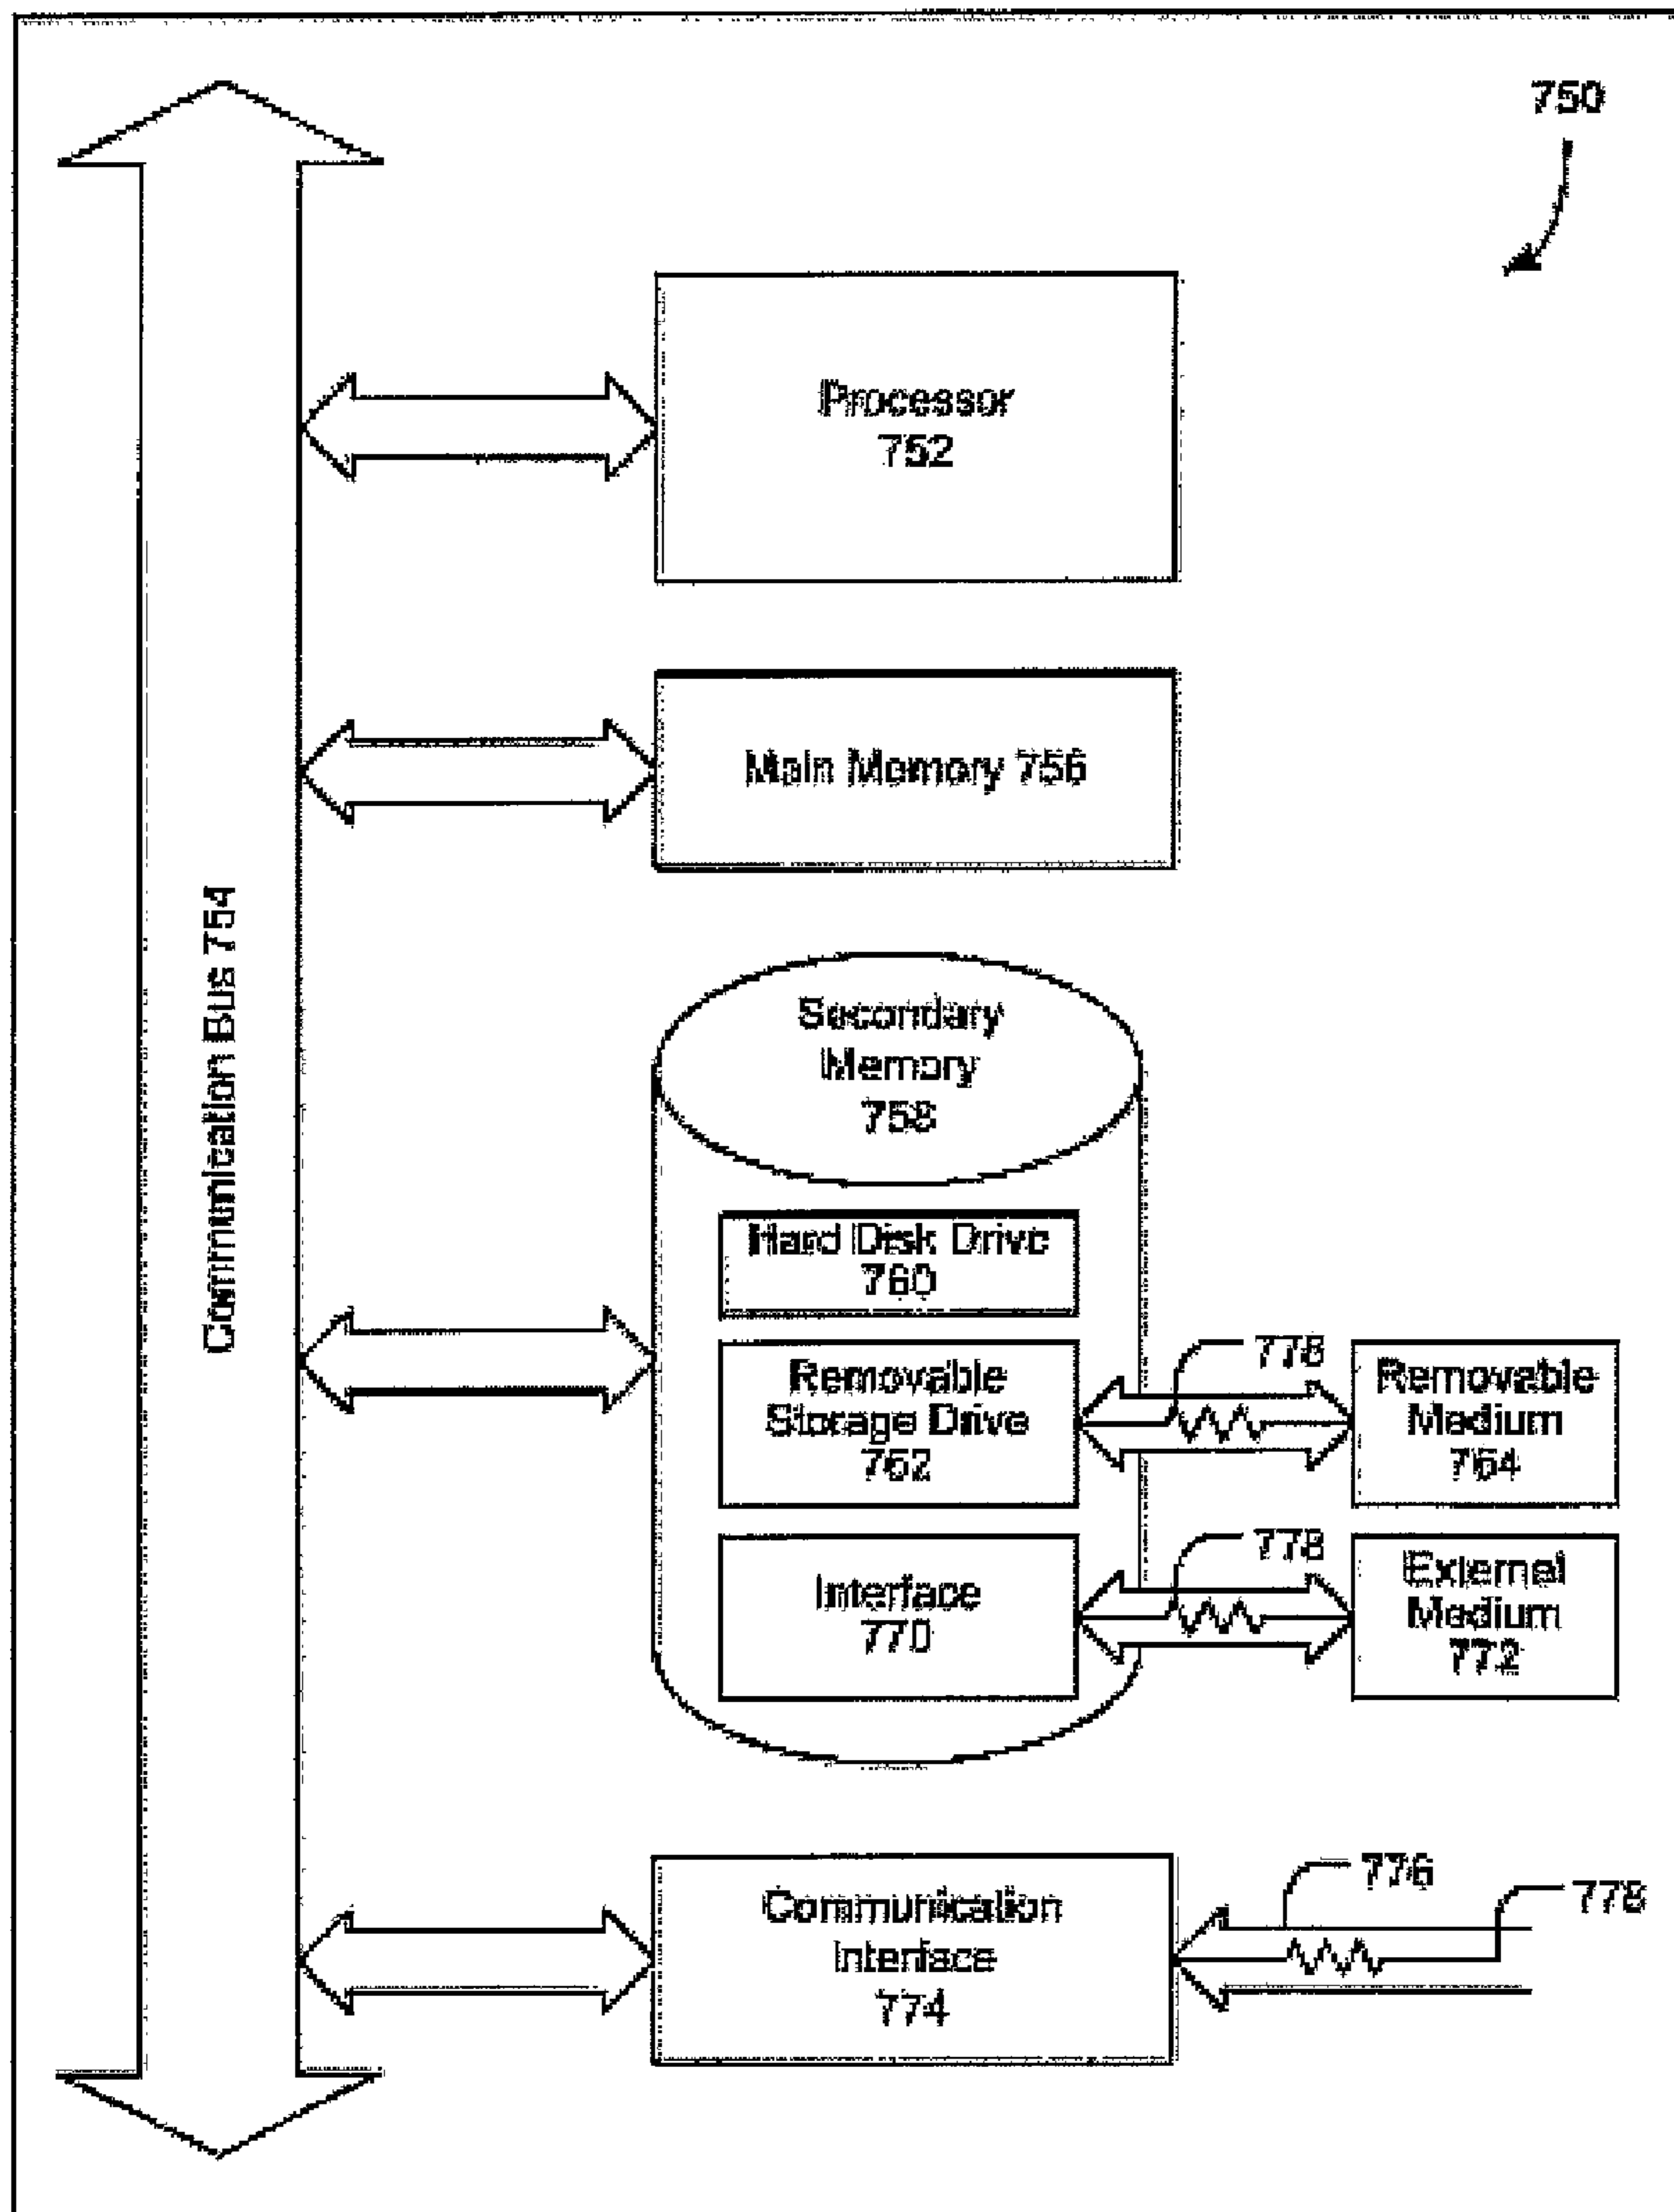 750
Processor
752
Main Memory 756
Communication Bus 754
Secondary
Memory
758
Hard Disk Drive
760
Removable
Storage Drive
762
778
Removable
Medium
764
Interface
770
778
External
Medium
772
Communication
Interface
774
776
778